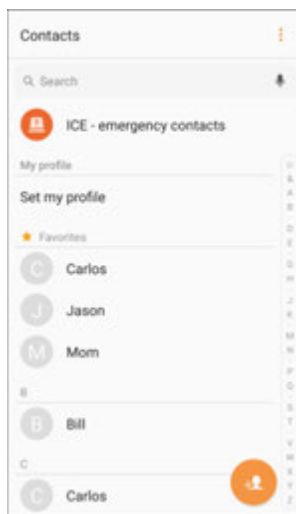 Contacts
Search
ICE - emergency contacts
My profile
Set my profile
Favorites
C Carlos
J Jason
M Mom
B
B Bill
C
C Carlos